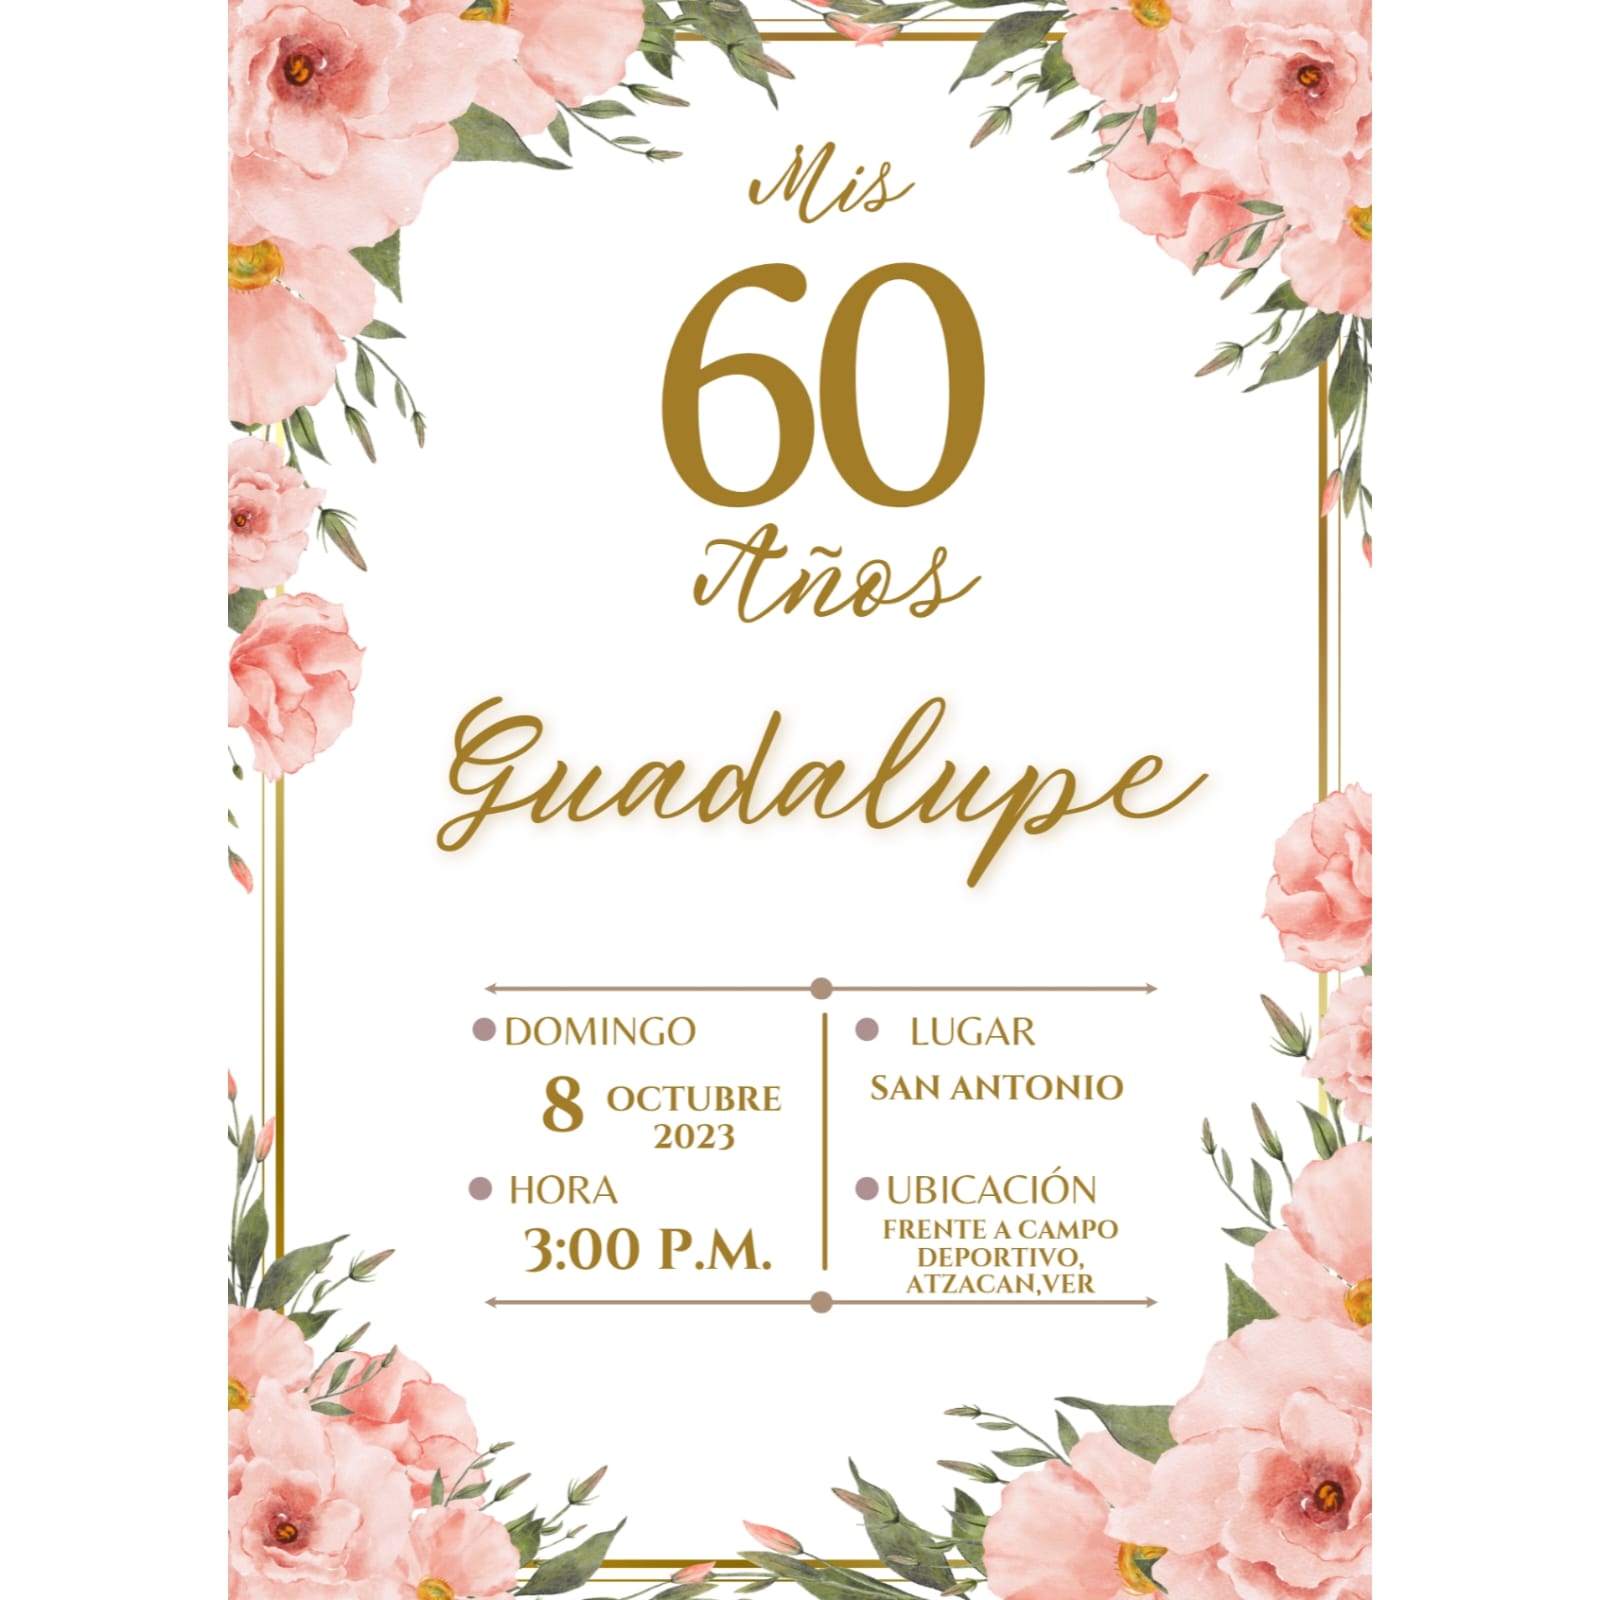 Mis
60
Años
Guadalupe
DOMINGO
8 OCTUBRE
2023
HORA
3:00 P.M.
LUGAR
SAN ANTONIO
UBICACIÓN
FRENTE A CAMPO
DEPORTIVO,
ATZACAN,VER